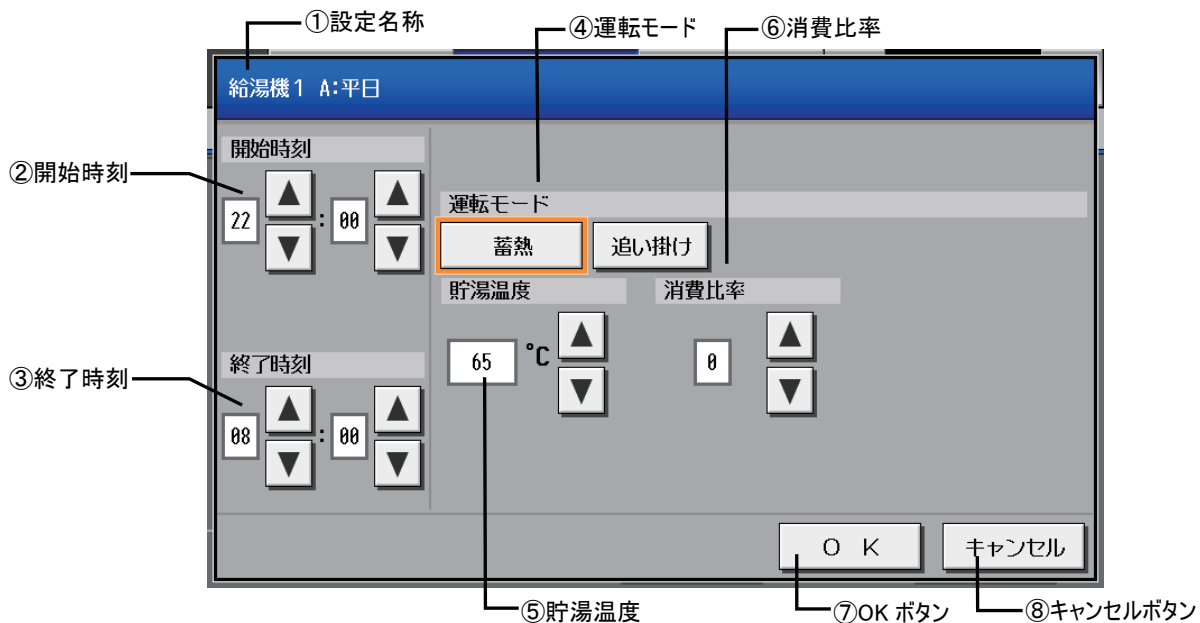 ①設定名称
④運転モード
⑥消費比率
給湯機1 A:平日
開始時刻
②開始時刻
22 ▲ ▼ : 00 ▲ ▼
運転モード
蓄熱 追い掛け
貯湯温度 消費比率
65 ℃ ▲ ▼ 0 ▲ ▼
終了時刻
③終了時刻
08 ▲ ▼ : 00 ▲ ▼
O K キャンセル
⑤貯湯温度
⑦OK ボタン
⑧キャンセルボタン